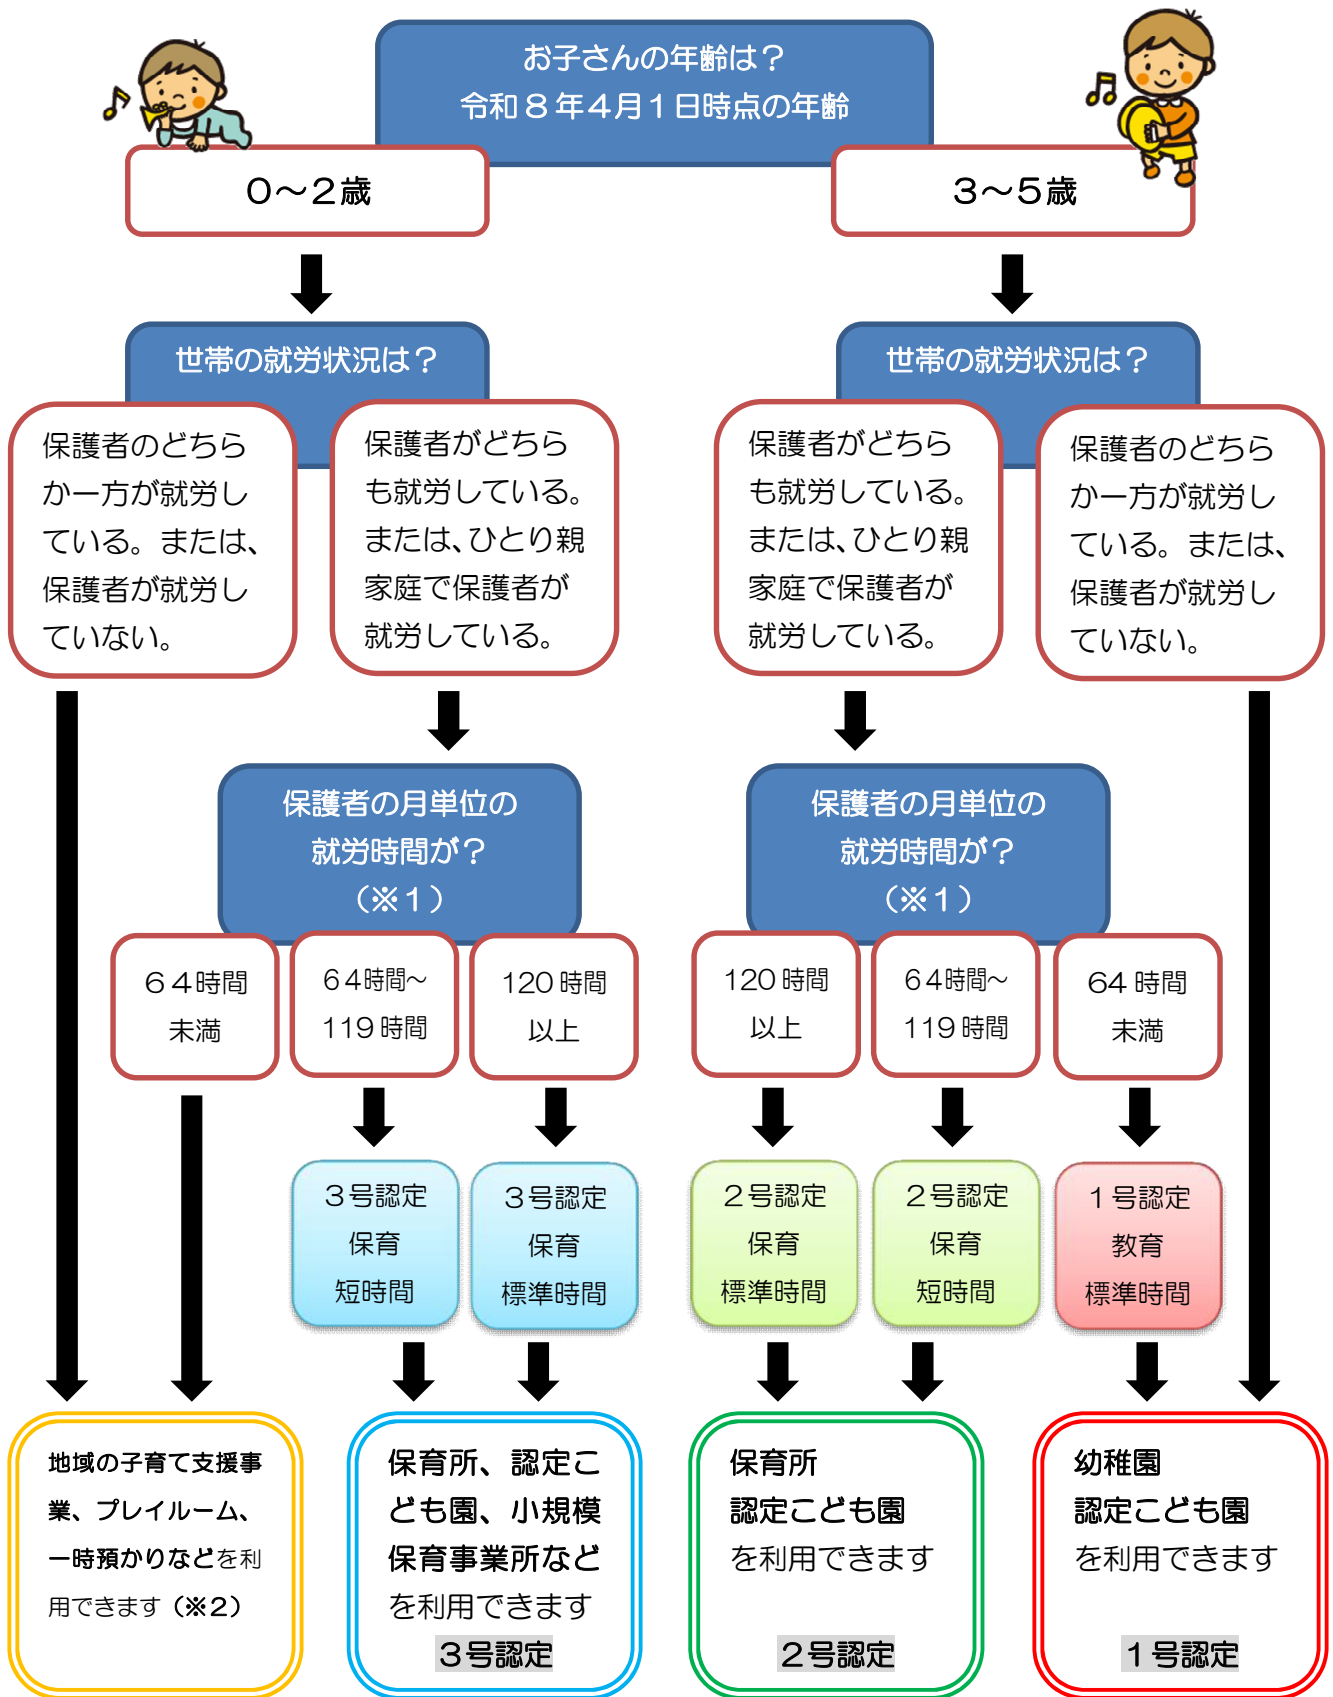 お子さんの年齢は？
令和８年４月１日時点の年齢
０～２歳
３～５歳
世帯の就労状況は？
世帯の就労状況は？
保護者のどちら
か一方が就労し
ている。または、
保護者が就労し
ていない。
保護者がどちら
も就労している。
または、ひとり親
家庭で保護者が
就労している。
保護者がどちら
も就労している。
または、ひとり親
家庭で保護者が
就労している。
保護者のどちら
か一方が就労し
ている。または、
保護者が就労し
ていない。
保護者の月単位の
就労時間が？
（※１）
保護者の月単位の
就労時間が？
（※１）
６４時間
未満
６４時間～
119時間
120時間
以上
120時間
以上
６４時間～
119時間
64時間
未満
３号認定
保育
短時間
３号認定
保育
標準時間
２号認定
保育
標準時間
２号認定
保育
短時間
１号認定
教育
標準時間
地域の子育て支援事
業、プレイルーム、
一時預かりなどを利
用できます（※２）
保育所、認定こ
ども園、小規模
保育事業所など
を利用できます
３号認定
保育所
認定こども園
を利用できます
２号認定
幼稚園
認定こども園
を利用できます
１号認定